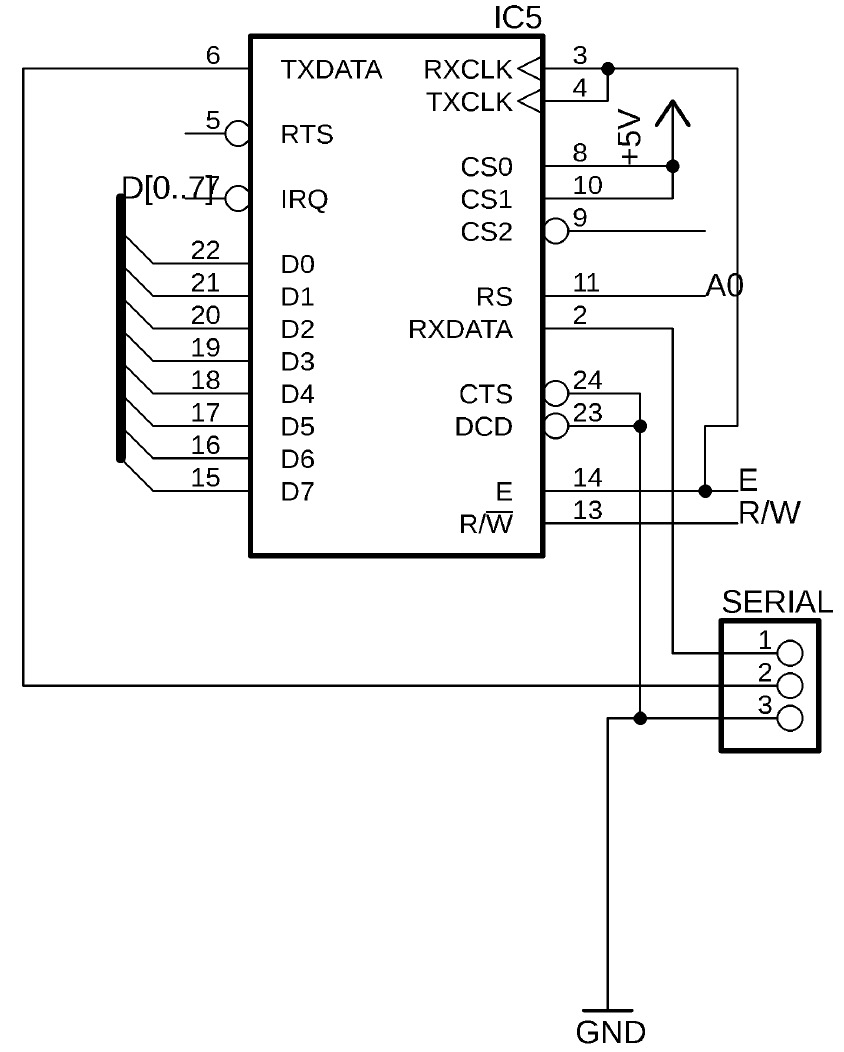 IC5
6 TXDATA RXCLK 3
TXCLK 4
5 RTS
+5V
CS0 8
D[0..7] 7 IRQ CS1 10
CS2 9
22 D0
21 D1 RS 11 A0
20 D2 RXDATA 2
19 D3
18 D4 CTS 24
17 D5 DCD 23
16 D6
15 D7 E 14 E
R/W 13 R/W
SERIAL
1
2
3
GND